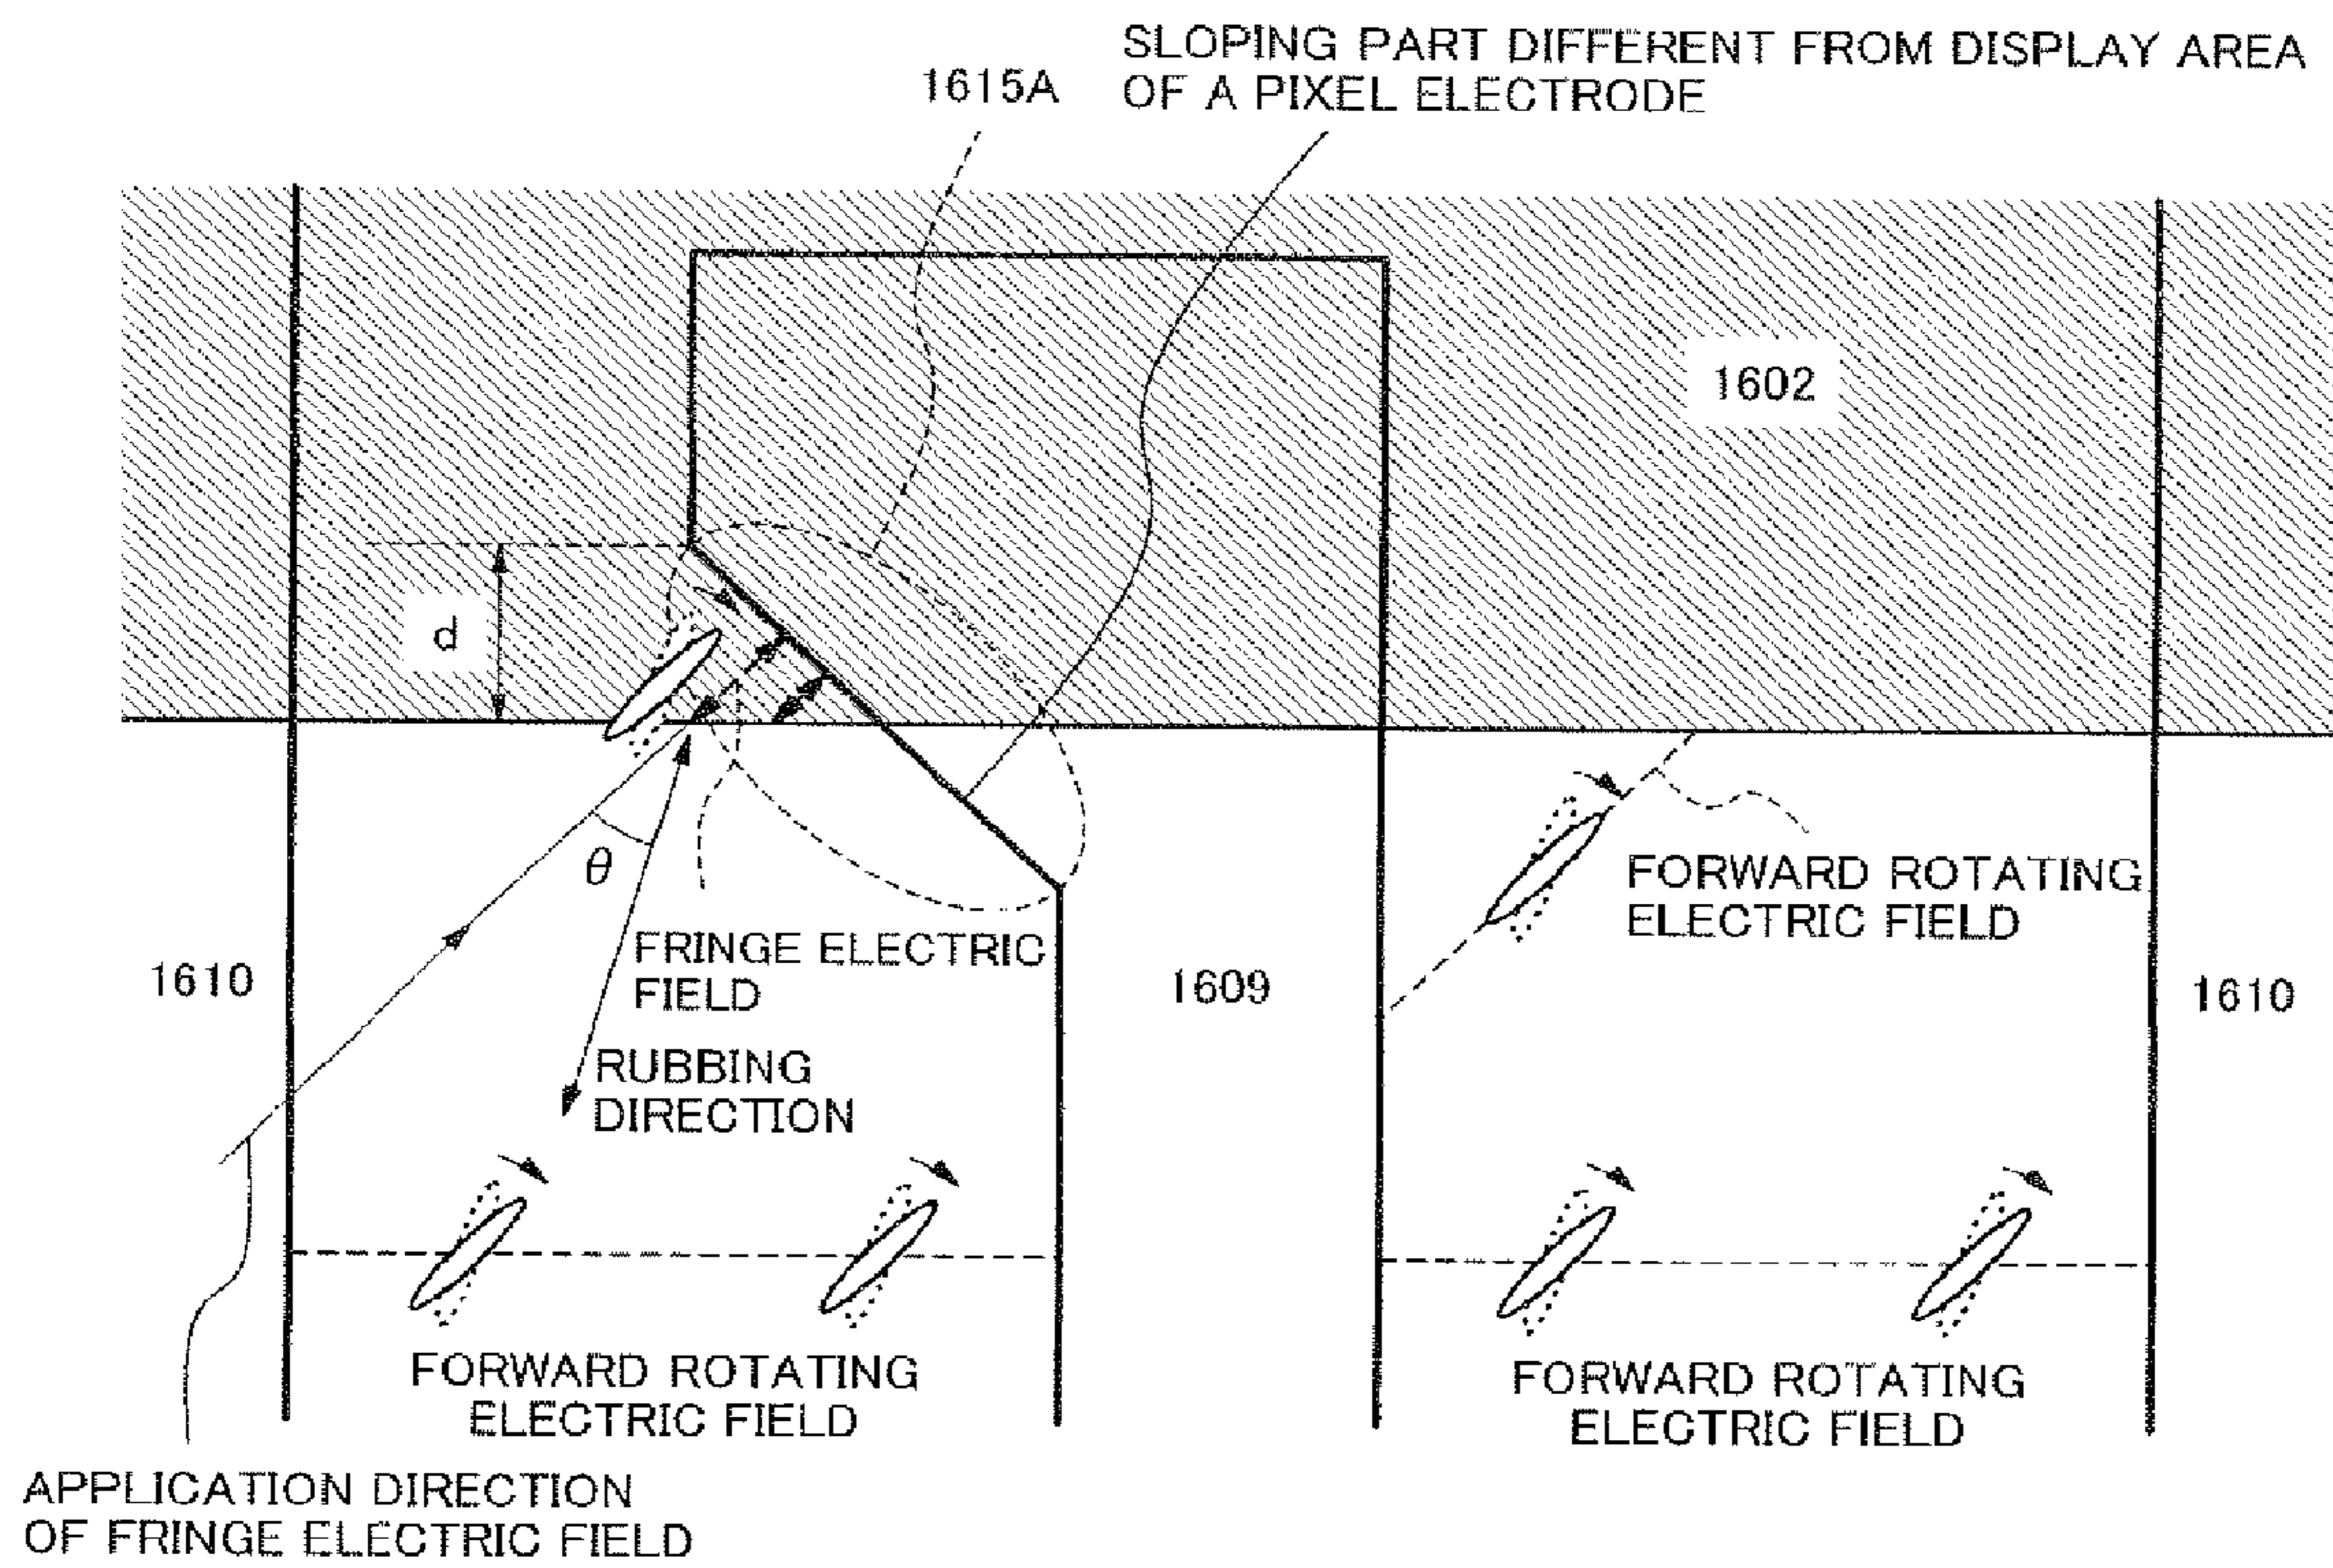 SLOPING PART DIFFERENT FROM DISPLAY AREA
OF A PIXEL ELECTRODE
1615A
1602
d
θ
FORWARD ROTATING
ELECTRIC FIELD
FRINGE ELECTRIC
FIELD
1610
1609
1610
RUBBING
DIRECTION
FORWARD ROTATING
ELECTRIC FIELD
FORWARD ROTATING
ELECTRIC FIELD
APPLICATION DIRECTION
OF FRINGE ELECTRIC FIELD